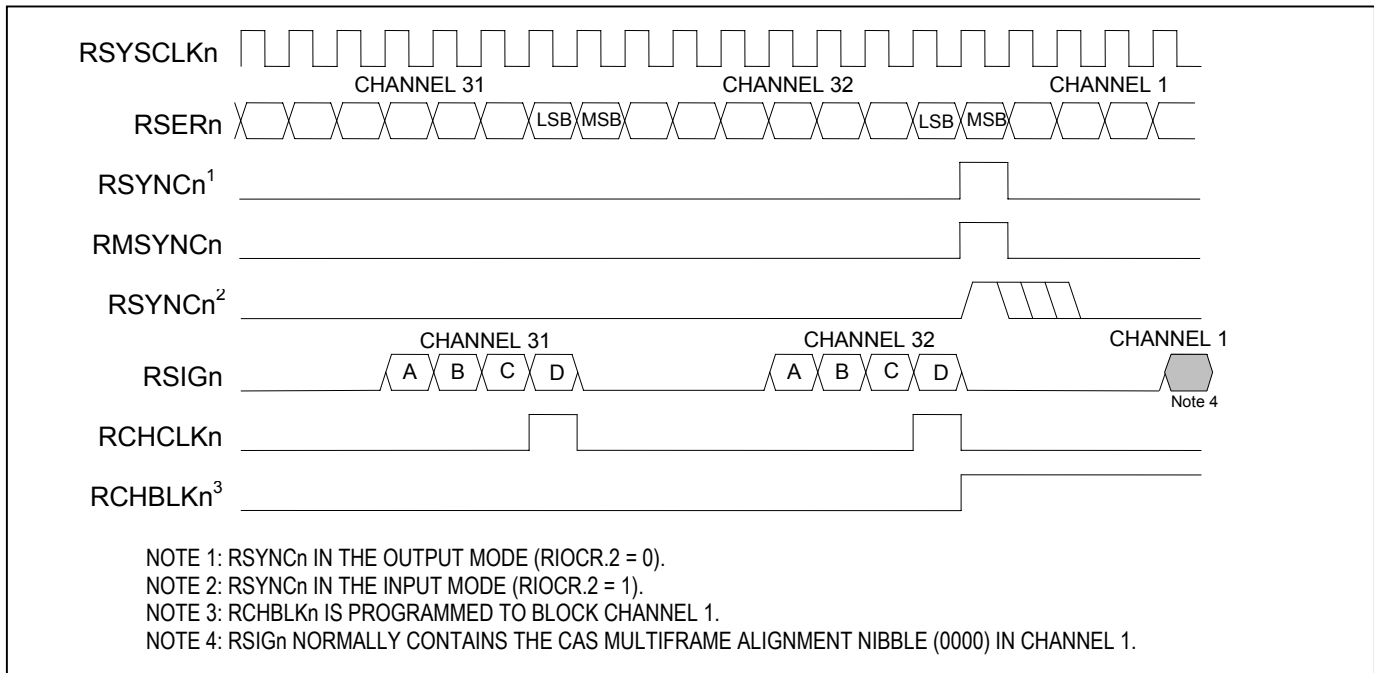 RSYSCLKn
CHANNEL 31 CHANNEL 32 CHANNEL 1
RSERn LSB MSB LSB MSB
RSYNCn1
RMSYNCn
RSYNCn2
CHANNEL 31 CHANNEL 32 CHANNEL 1
RSIGn A B C D A B C D
Note 4
RCHCLKn
RCHBLKn3
NOTE 1: RSYNCn IN THE OUTPUT MODE (RIOCR.2 = 0).
NOTE 2: RSYNCn IN THE INPUT MODE (RIOCR.2 = 1).
NOTE 3: RCHBLKn IS PROGRAMMED TO BLOCK CHANNEL 1.
NOTE 4: RSIGn NORMALLY CONTAINS THE CAS MULTIFRAME ALIGNMENT NIBBLE (0000) IN CHANNEL 1.